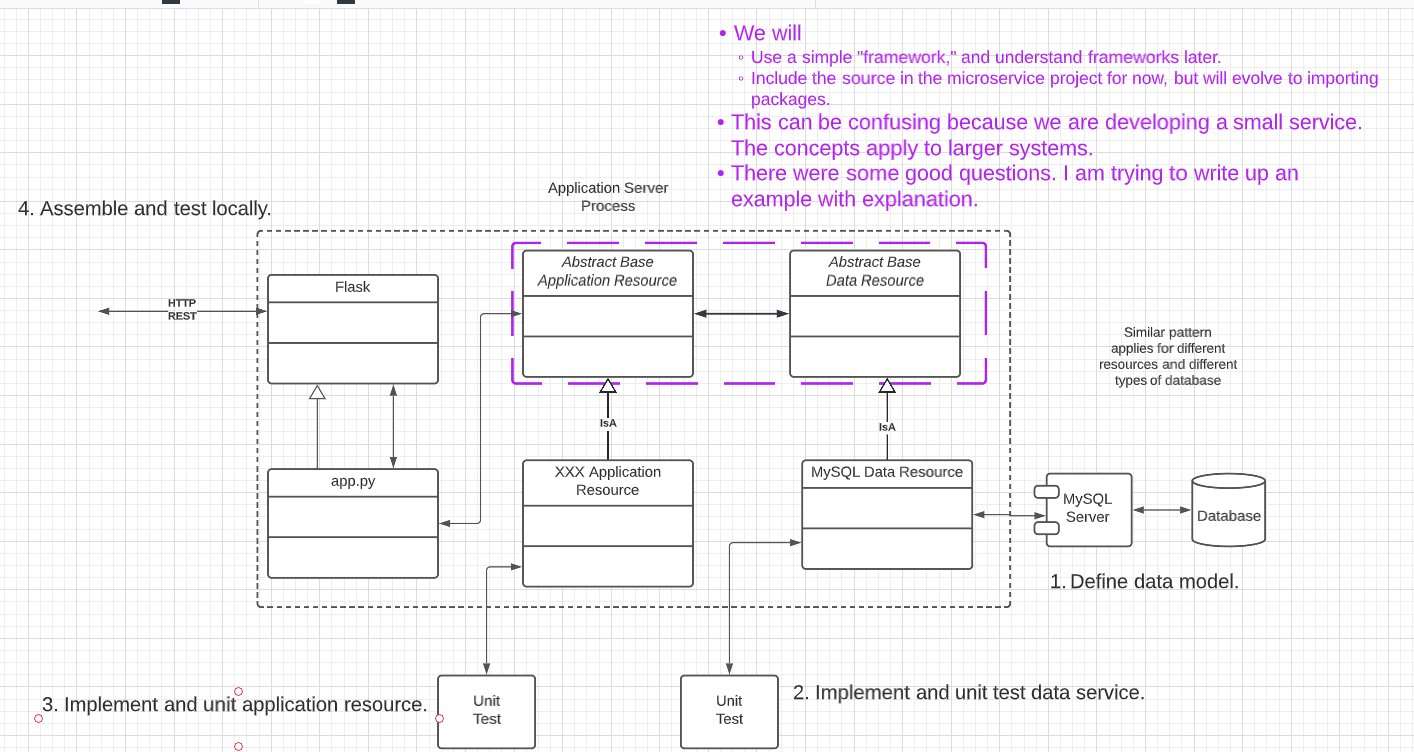 • We will
◦ Use a simple "framework," and understand frameworks later.
◦ Include the source in the microservice project for now, but will evolve to importing
packages.
• This can be confusing because we are developing a small service.
The concepts apply to larger systems.
• There were some good questions. I am trying to write up an
example with explanation.
Application Server
Process
4. Assemble and test locally.
HTTP
REST
Flask
Abstract Base
Application Resource
Abstract Base
Data Resource
Similar pattern
applies for different
resources and different
types of database
IsA
IsA
app.py
XXX Application
Resource
MySQL Data Resource
MySQL
Server
Database
1. Define data model.
3. Implement and unit application resource.
Unit
Test
Unit
Test
2. Implement and unit test data service.